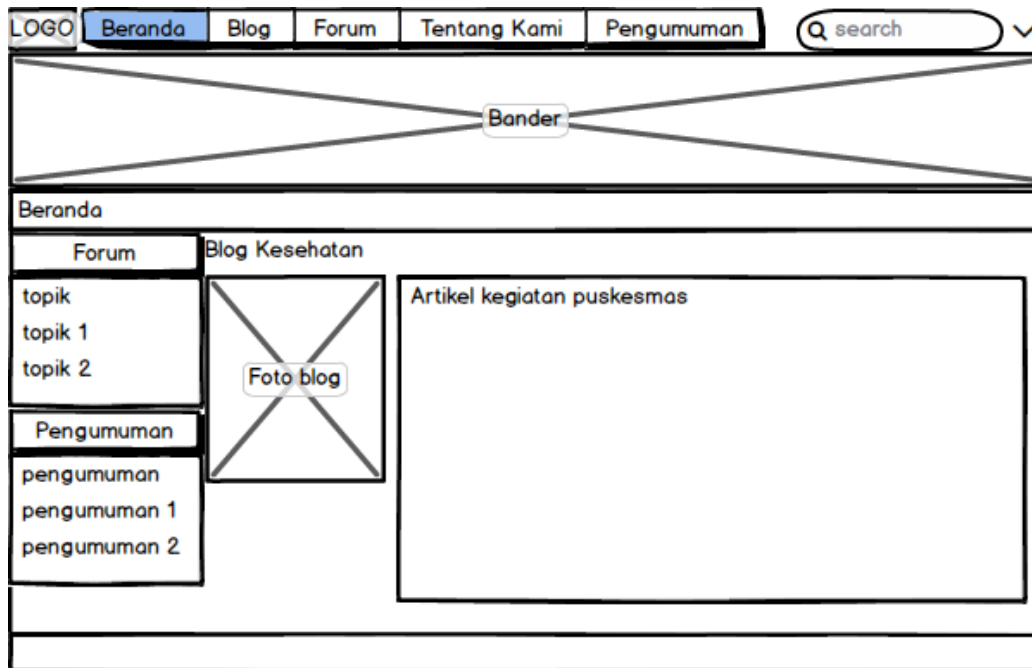 LOGO Beranda Blog Forum Tentang Kami Pengumuman search
Bander
Beranda
Forum
topik
topik 1
topik 2
Pengumuman
pengumuman
pengumuman 1
pengumuman 2
Blog Kesehatan
Foto blog
Artikel kegiatan puskesmas